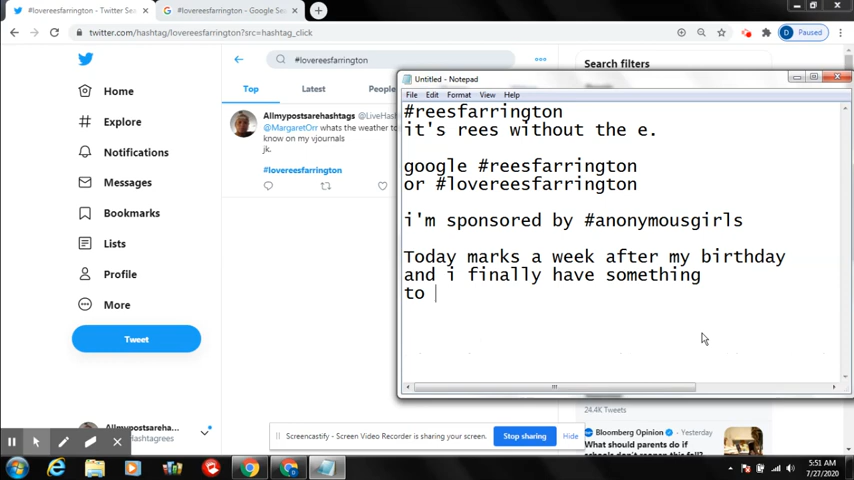 #lovereesfarrington - Twitter Sea
#lovereesfarrington - Google Sea
twitter.com/hashtag/lovereesfarrington?src=hashtag_click
Paused
#lovereesfarrington
Search filters
Home
Explore
Notifications
Messages
Bookmarks
Lists
Profile
More
Tweet
Top
Latest
People
Allmypostsarehashtags @LiveHash
@MargaretOrr whats the weather to
know on my vjournals
jk.
#lovereesfarrington
Untitled - Notepad
File Edit Format View Help
#reesfarrington
it's rees without the e.
google #reesfarrington
or #lovereesfarrington
i'm sponsored by #anonymousgirls
Today marks a week after my birthday
and i finally have something
to
24.4K Tweets
Bloomberg Opinion · Yesterday
What should parents do if
Allmypostsareha...
@Hashtagrees
Screencastify - Screen Video Recorder is sharing your screen.
Stop sharing
Hide
5:51 AM
7/27/2020